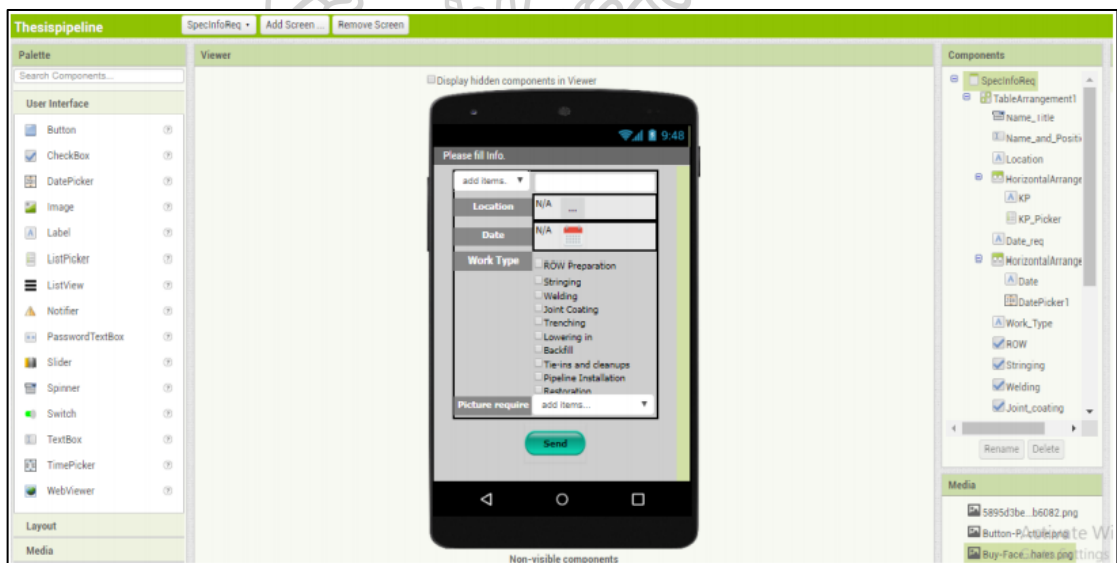 Thesispipeline SpecInfoReq Add Screen ... Remove Screen
Palette
Search Components...
User Interface
Button
CheckBox
DatePicker
Image
Label
ListPicker
ListView
Notifier
PasswordTextBox
Slider
Spinner
Switch
TextBox
TimePicker
WebViewer
Layout
Media
Viewer
Display hidden components in Viewer
9:48
Please fill Info.
add items.
Location N/A ...
Date N/A
Work Type
ROW Preparation
Stringing
Welding
Joint Coating
Trenching
Lowering in
Backfill
Tie-ins and cleanups
Pipeline Installation
Restoration
Picture require add items...
Send
Non-visible components
Components
SpecInfoReq
TableArrangement1
Name_Title
Name_and_Positi
Location
HorizontalArrange
KP
KP_Picker
Date_req
HorizontalArrange
Date
DatePicker1
Work_Type
ROW
Stringing
Welding
Joint_coating
Rename Delete
Media
5895d3be...b6082.png